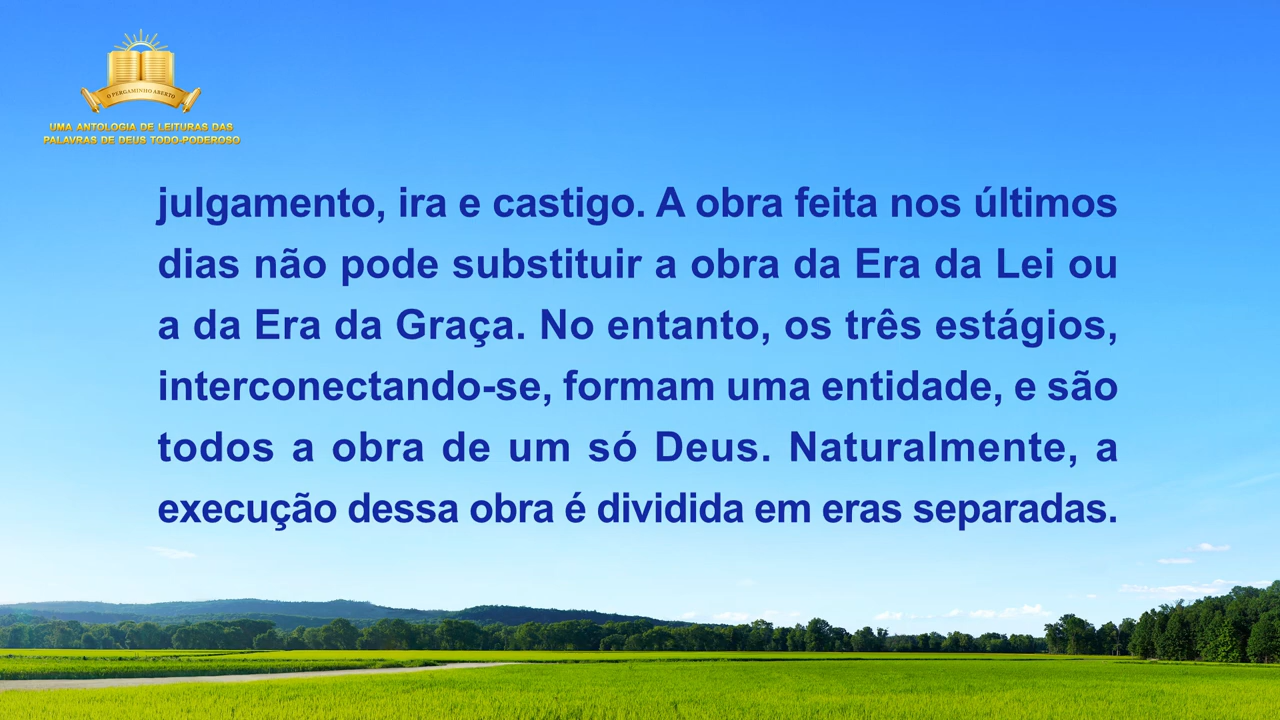 O PERGAMINHO ABERTO
UMA ANTOLOGIA DE LEITURAS DAS
PALAVRAS DE DEUS TODO-PODEROSO
julgamento, ira e castigo. A obra feita nos últimos
dias não pode substituir a obra da Era da Lei ou
a da Era da Graça. No entanto, os três estágios,
interconectando-se, formam uma entidade, e são
todos a obra de um só Deus. Naturalmente, a
execução dessa obra é dividida em eras separadas.